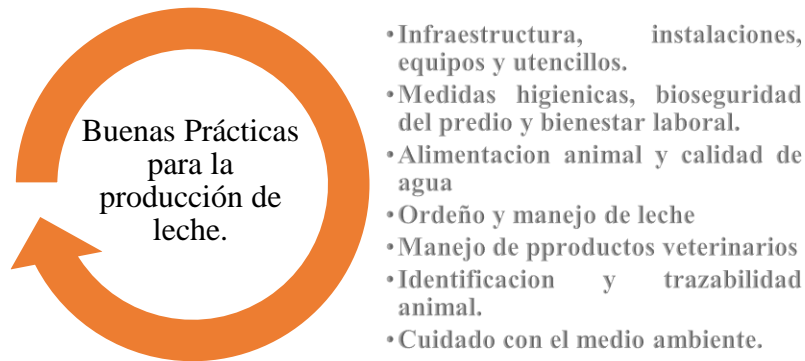 Buenas Prácticas
para la
producción de
leche.
•Infraestructura, instalaciones,
equipos y utencillos.
•Medidas higienicas, bioseguridad
del predio y bienestar laboral.
•Alimentacion animal y calidad de
agua
•Ordeño y manejo de leche
•Manejo de pproductos veterinarios
•Identificacion y trazabilidad
animal.
•Cuidado con el medio ambiente.